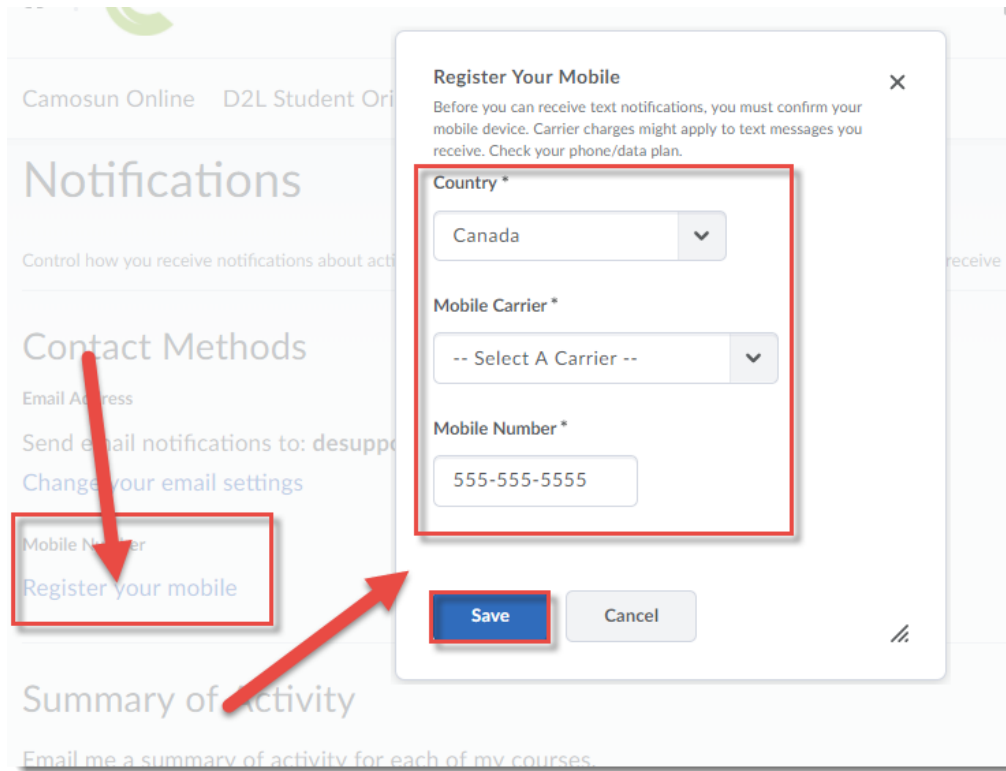 Camosun Online D2L Student Ori
Notifications
Control how you receive notifications about acti
receive
Contact Methods
Email Address
Send email notifications to: desuppo
Change your email settings
Mobile Number
Register your mobile
Summary of Activity
Email me a summary of activity for each of my courses.
Register Your Mobile
Before you can receive text notifications, you must confirm your
mobile device. Carrier charges might apply to text messages you
receive. Check your phone/data plan.
Country *
Canada
Mobile Carrier *
-- Select A Carrier --
Mobile Number *
555-555-5555
Save Cancel